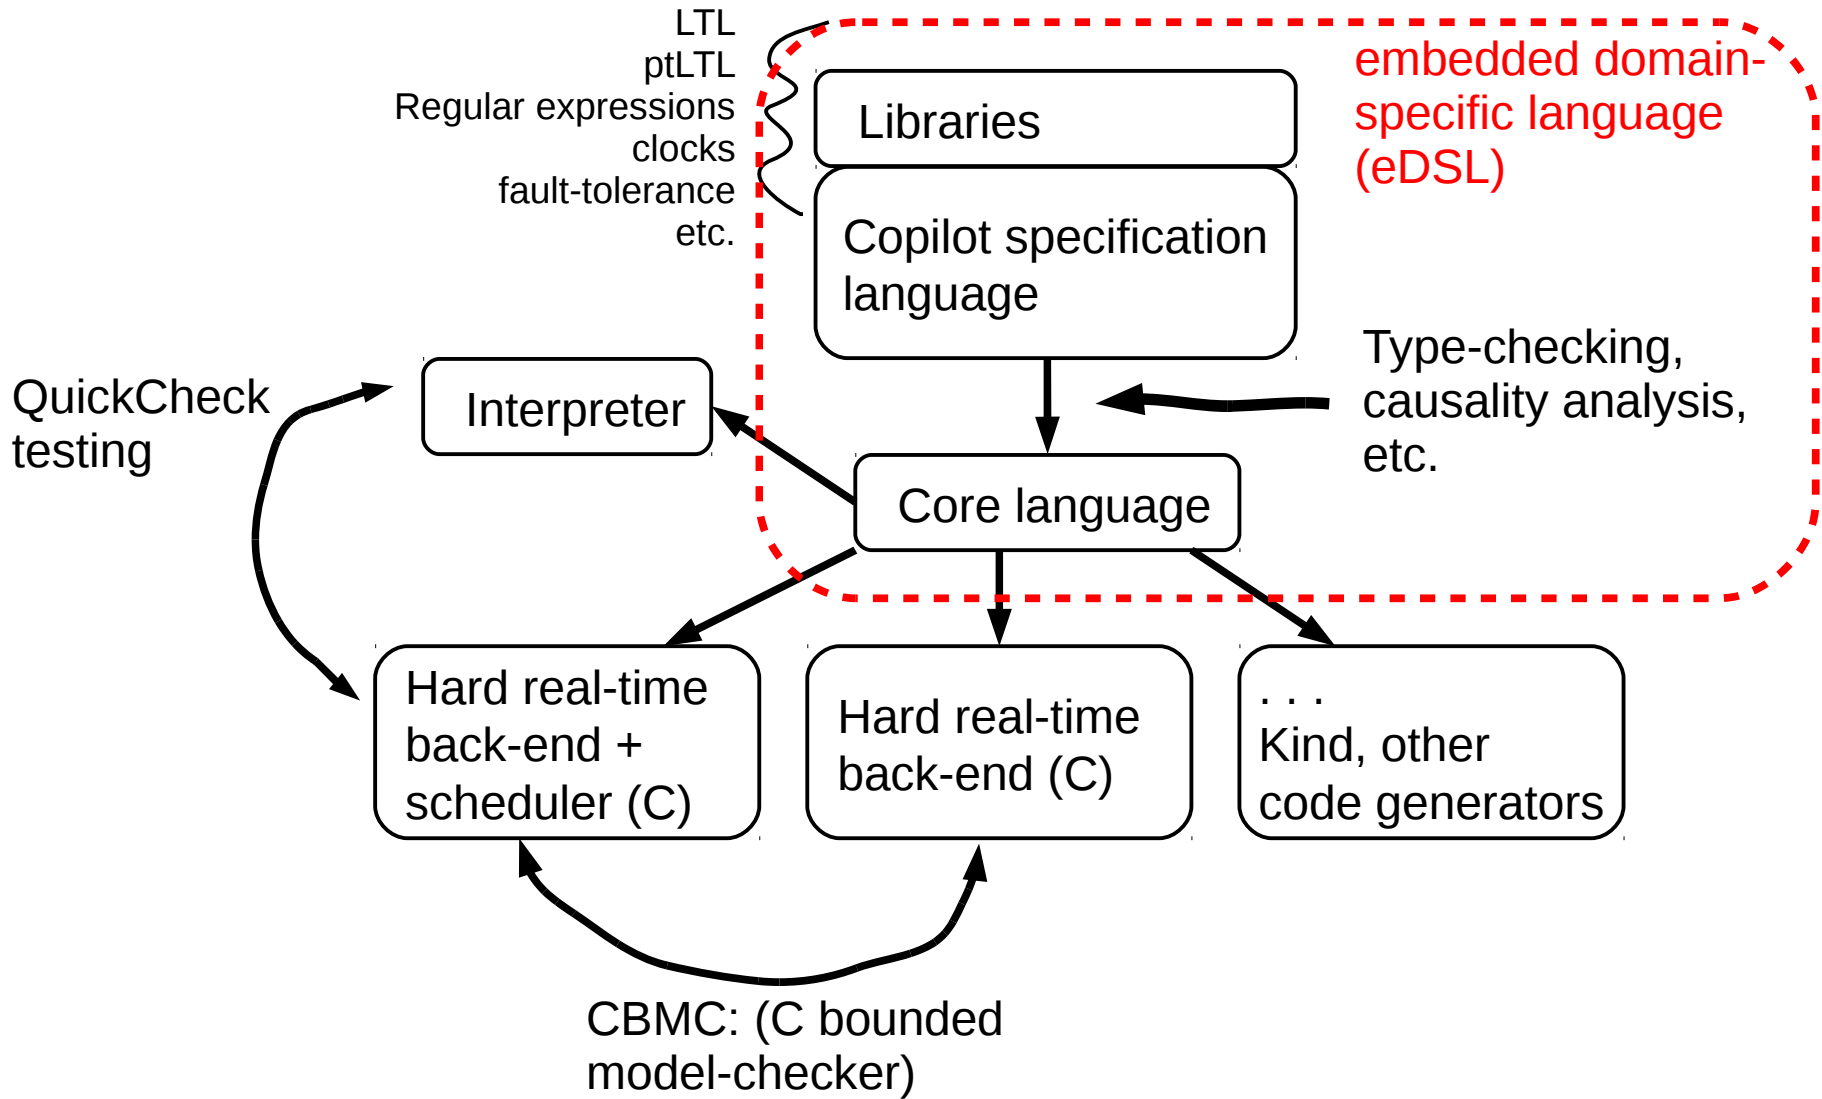 LTL
ptLTL
Regular expressions
clocks
fault-tolerance
etc.
embedded domain-
specific language
(eDSL)
Libraries
Copilot specification
language
Type-checking,
causality analysis,
etc.
QuickCheck
testing
Interpreter
Core language
Hard real-time
back-end +
scheduler (C)
Hard real-time
back-end (C)
. . .
Kind, other
code generators
CBMC: (C bounded
model-checker)